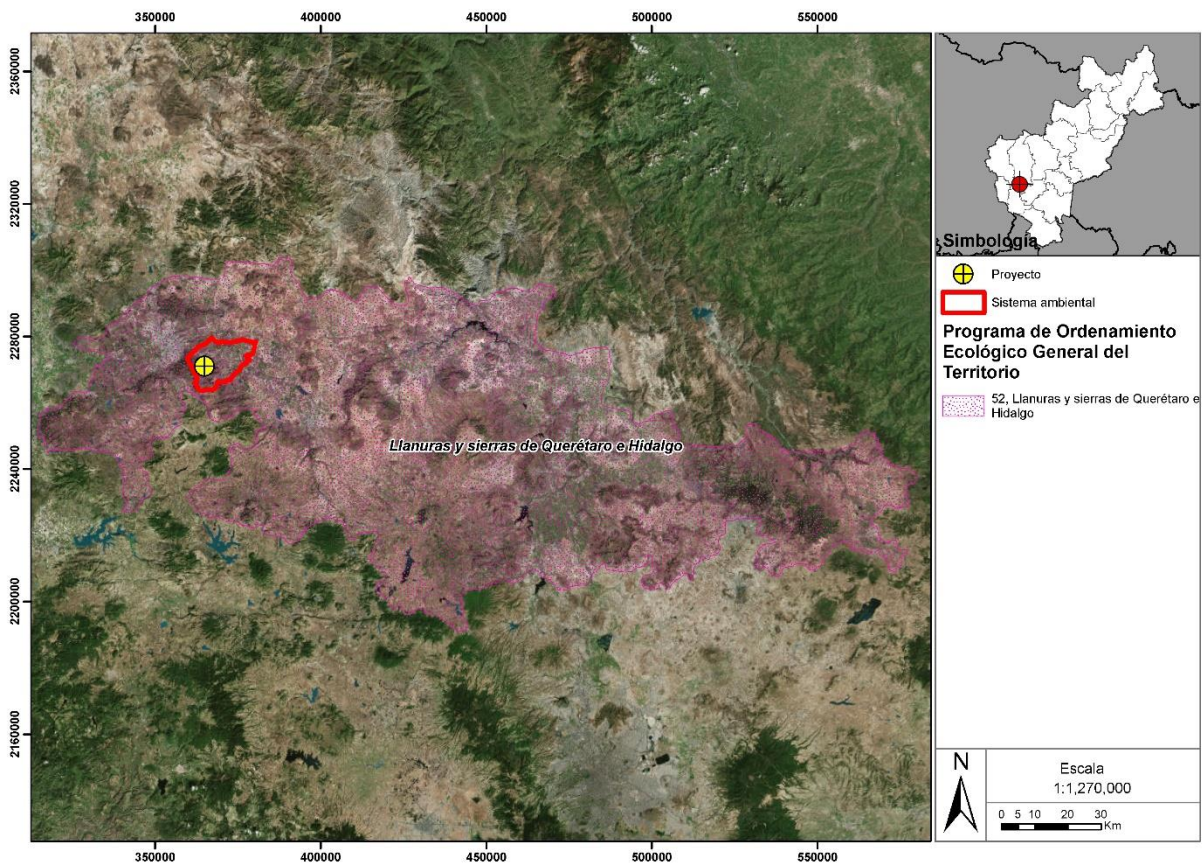 350000 400000 450000 500000 550000
2360000
2320000
2280000
2240000
2200000
2160000
Llanuras y sierras de Querétaro e Hidalgo
350000 400000 450000 500000 550000
Simbología
Proyecto
Sistema ambiental
Programa de Ordenamiento
Ecológico General del
Territorio
52, Llanuras y sierras de Querétaro e
Hidalgo
N
Escala
1:1,270,000
0 5 10 20 30
Km